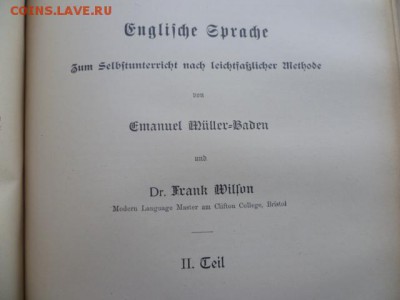 COINS.LAVE.RU
Englische Sprache
Zum Selbstunterricht nach leichtfaßlicher Methode
von
Emanuel Müller-Baden
und
Dr. Frank Wilson
Modern Language Master am Clifton College, Bristol
II. Teil